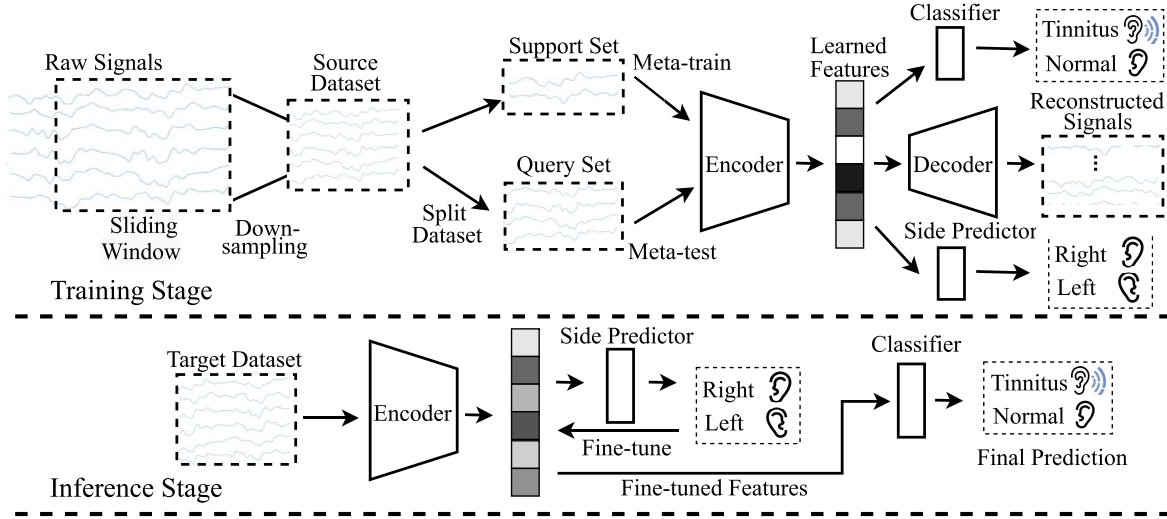 Raw Signals
Sliding
Window
Down-
sampling
Source
Dataset
Split
Dataset
Support Set
Query Set
Meta-train
Meta-test
Encoder
Learned
Features
Classifier
Tinnitus
Normal
Decoder
Reconstructed
Signals
Side Predictor
Right
Left
Training Stage
Target Dataset
Encoder
Side Predictor
Right
Left
Fine-tune
Fine-tuned Features
Classifier
Tinnitus
Normal
Final Prediction
Inference Stage